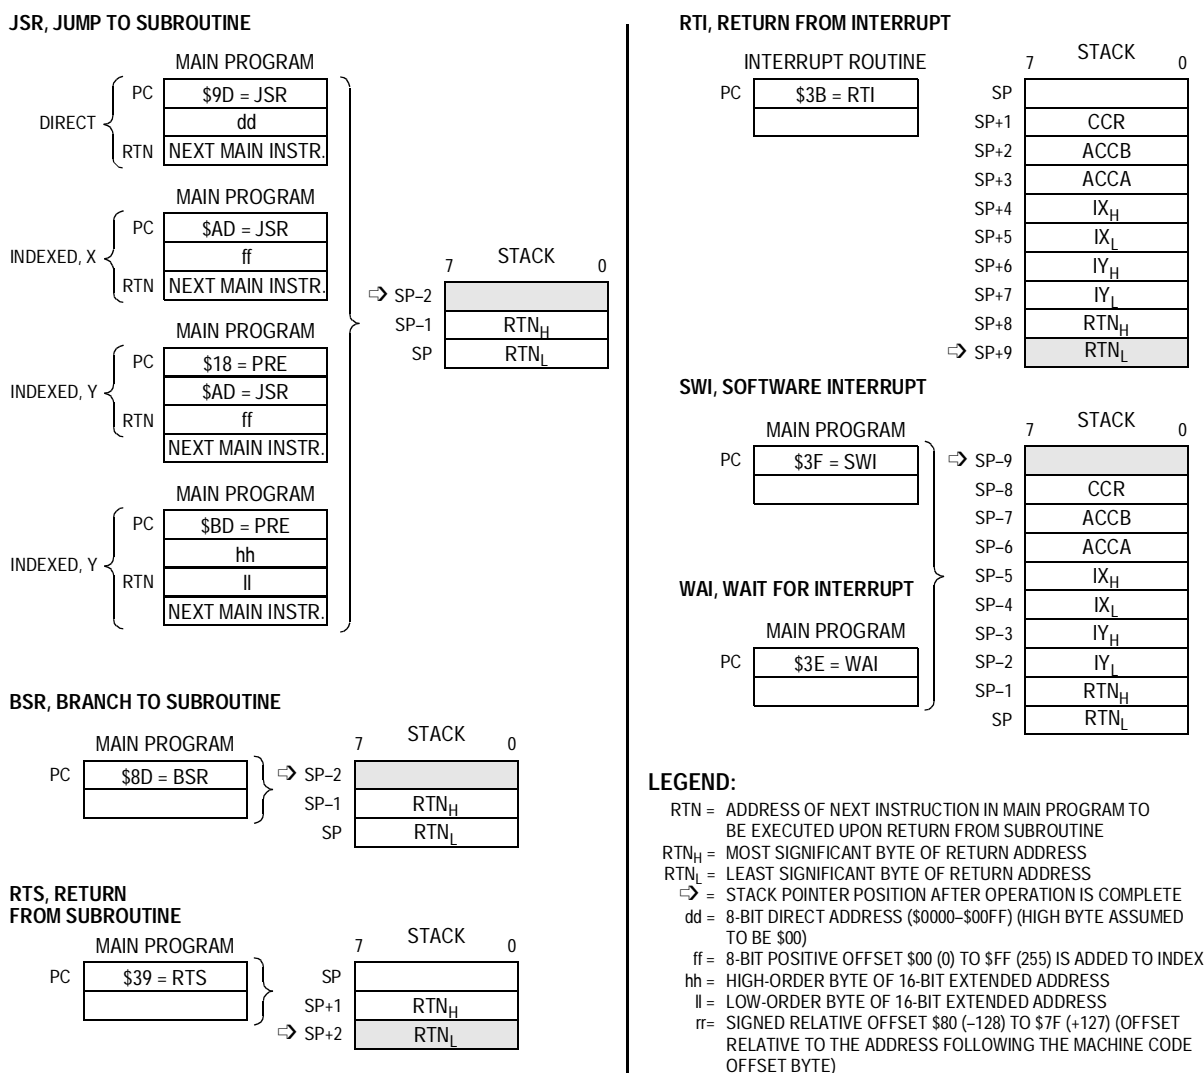 JSR, JUMP TO SUBROUTINE
MAIN PROGRAM
DIRECT
PC $9D = JSR
dd
RTN NEXT MAIN INSTR.
MAIN PROGRAM
INDEXED, X
PC $AD = JSR
ff
RTN NEXT MAIN INSTR.
MAIN PROGRAM
INDEXED, Y
PC $18 = PRE
$AD = JSR
RTN ff
NEXT MAIN INSTR.
MAIN PROGRAM
INDEXED, Y
PC $BD = PRE
hh
RTN ll
NEXT MAIN INSTR.
7 STACK 0
⇨ SP–2
SP–1 RTNH
SP RTNL
BSR, BRANCH TO SUBROUTINE
MAIN PROGRAM
PC $8D = BSR
7 STACK 0
⇨ SP–2
SP–1 RTNH
SP RTNL
RTS, RETURN
FROM SUBROUTINE
MAIN PROGRAM
PC $39 = RTS
7 STACK 0
SP
SP+1 RTNH
⇨ SP+2 RTNL
RTI, RETURN FROM INTERRUPT
INTERRUPT ROUTINE
PC $3B = RTI
7 STACK 0
SP
SP+1 CCR
SP+2 ACCB
SP+3 ACCA
SP+4 IXH
SP+5 IXL
SP+6 IYH
SP+7 IYL
SP+8 RTNH
⇨ SP+9 RTNL
SWI, SOFTWARE INTERRUPT
MAIN PROGRAM
PC $3F = SWI
WAI, WAIT FOR INTERRUPT
MAIN PROGRAM
PC $3E = WAI
7 STACK 0
⇨ SP–9
SP–8 CCR
SP–7 ACCB
SP–6 ACCA
SP–5 IXH
SP–4 IXL
SP–3 IYH
SP–2 IYL
SP–1 RTNH
SP RTNL
LEGEND:
RTN = ADDRESS OF NEXT INSTRUCTION IN MAIN PROGRAM TO
BE EXECUTED UPON RETURN FROM SUBROUTINE
RTNH = MOST SIGNIFICANT BYTE OF RETURN ADDRESS
RTNL = LEAST SIGNIFICANT BYTE OF RETURN ADDRESS
⇨ = STACK POINTER POSITION AFTER OPERATION IS COMPLETE
dd = 8-BIT DIRECT ADDRESS ($0000–$00FF) (HIGH BYTE ASSUMED
TO BE $00)
ff = 8-BIT POSITIVE OFFSET $00 (0) TO $FF (255) IS ADDED TO INDEX
hh = HIGH-ORDER BYTE OF 16-BIT EXTENDED ADDRESS
ll = LOW-ORDER BYTE OF 16-BIT EXTENDED ADDRESS
rr= SIGNED RELATIVE OFFSET $80 (–128) TO $7F (+127) (OFFSET
RELATIVE TO THE ADDRESS FOLLOWING THE MACHINE CODE
OFFSET BYTE)